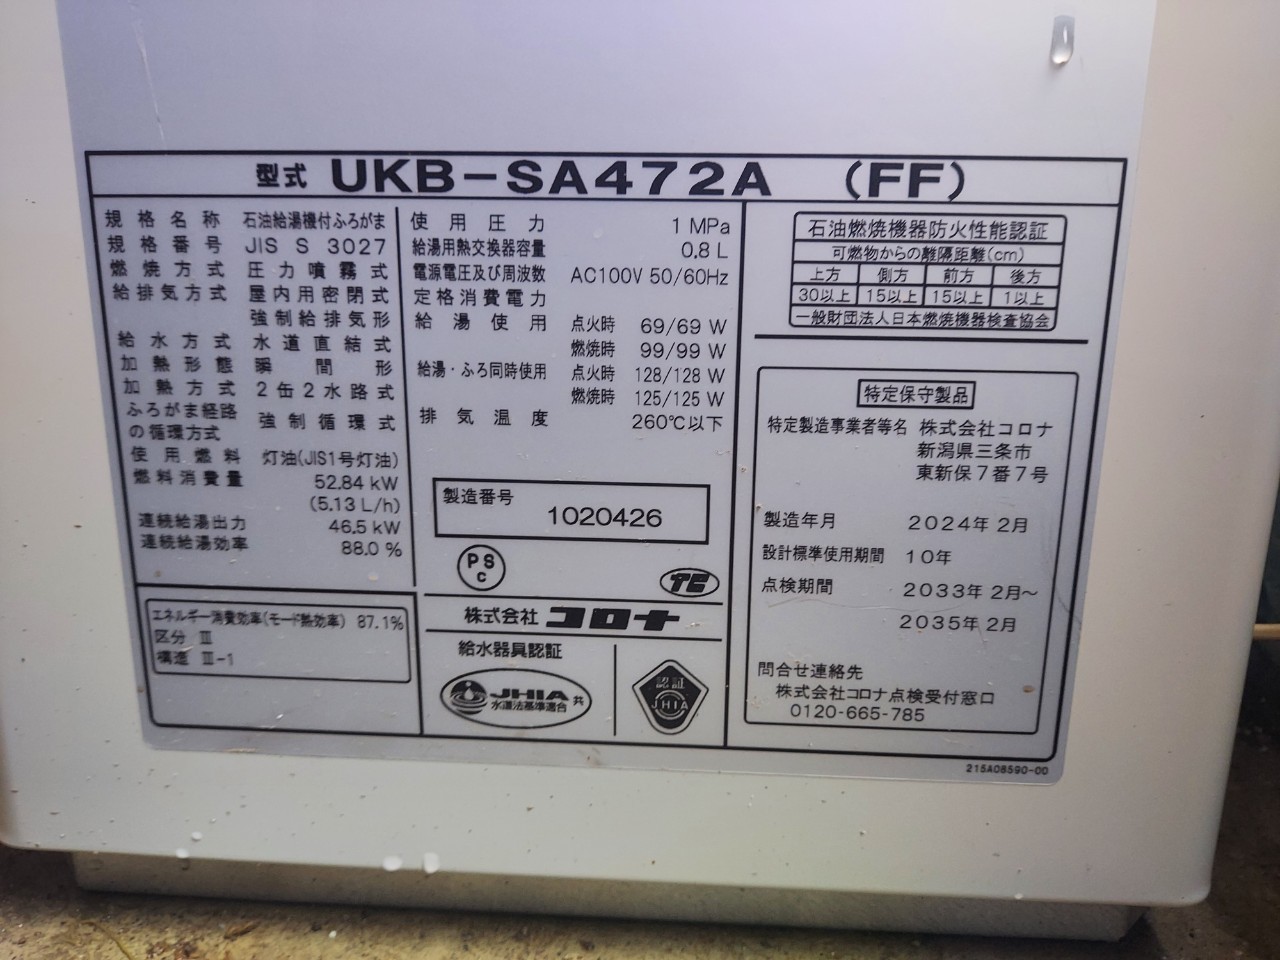 型式 UKB-SA472A (FF)
規格名称 石油給湯機付ふろがま
規格番号 JIS S 3027
燃焼方式 圧力噴霧式
給排気方式 屋内用密閉式
強制給排気形
給水方式 水道直結式
加熱形態 瞬間形
加熱方式 2缶2水路式
ふろがま経路
の循環方式 強制循環式
使用燃料 灯油(JIS1号灯油)
燃料消費量 52.84 kW
(5.13 L/h)
連続給湯出力 46.5 kW
連続給湯効率 88.0 %
エネルギー消費効率(モード熱効率) 87.1%
区分 Ⅲ
構造 Ⅲ-1
使用圧力 1 MPa
給湯用熱交換器容量 0.8 L
電源電圧及び周波数 AC100V 50/60Hz
定格消費電力
給湯使用 点火時 69/69 W
燃焼時 99/99 W
給湯・ふろ同時使用 点火時 128/128 W
燃焼時 125/125 W
排気温度 260℃以下
製造番号
1020426
PS
C
株式会社 コロナ
給水器具認証
JHIA 共
水道法基準適合
認証
JHIA
石油燃焼機器防火性能認証
可燃物からの離隔距離(cm)
上方 側方 前方 後方
30以上 15以上 15以上 1以上
一般財団法人日本燃焼機器検査協会
特定保守製品
特定製造事業者等名 株式会社コロナ
新潟県三条市
東新保7番7号
製造年月 2024年 2月
設計標準使用期間 10年
点検期間 2033年 2月～
2035年 2月
問合せ連絡先
株式会社コロナ点検受付窓口
0120-665-785
215A08590-00